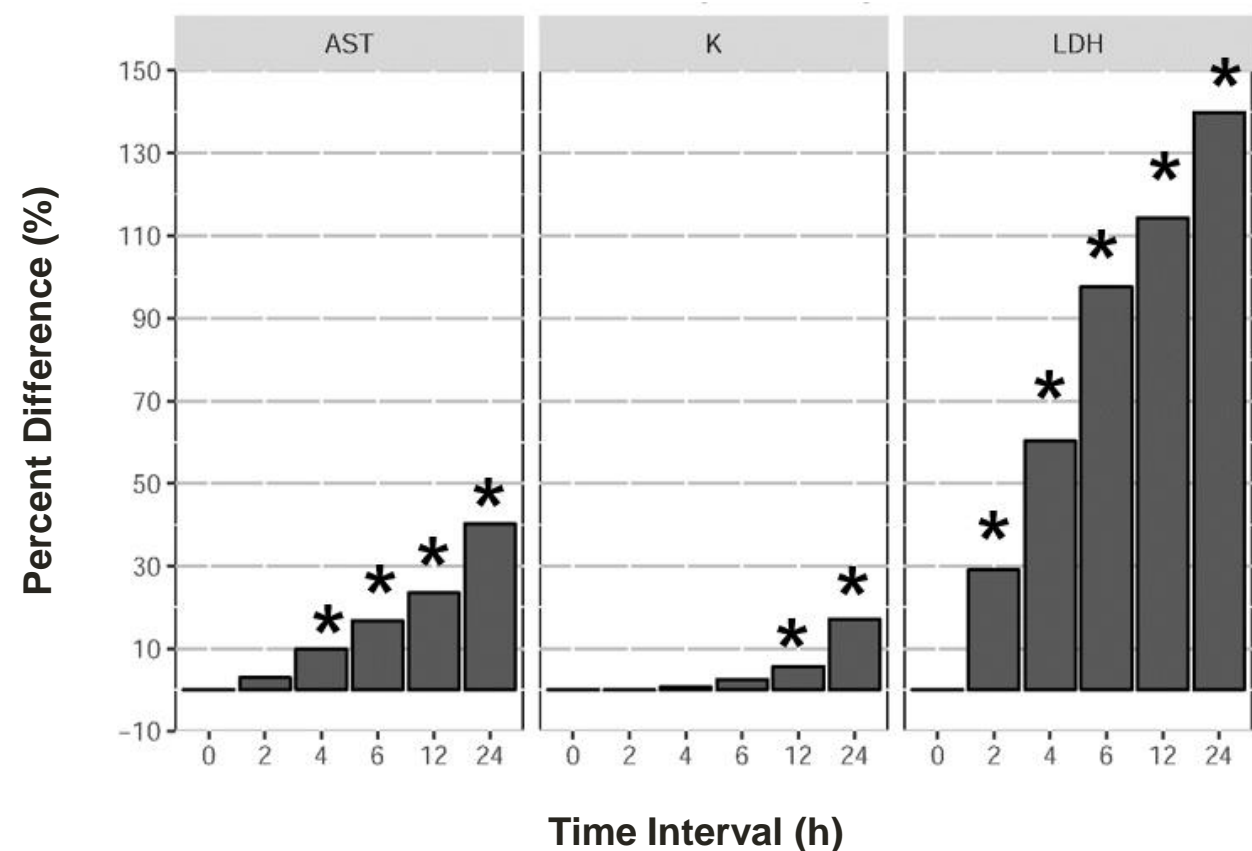 AST K LDH
150
130
110
90
70
50
30
10
−10
Percent Difference (%)
* * * *
* *
* * * * *
0 2 4 6 12 24 0 2 4 6 12 24 0 2 4 6 12 24
Time Interval (h)